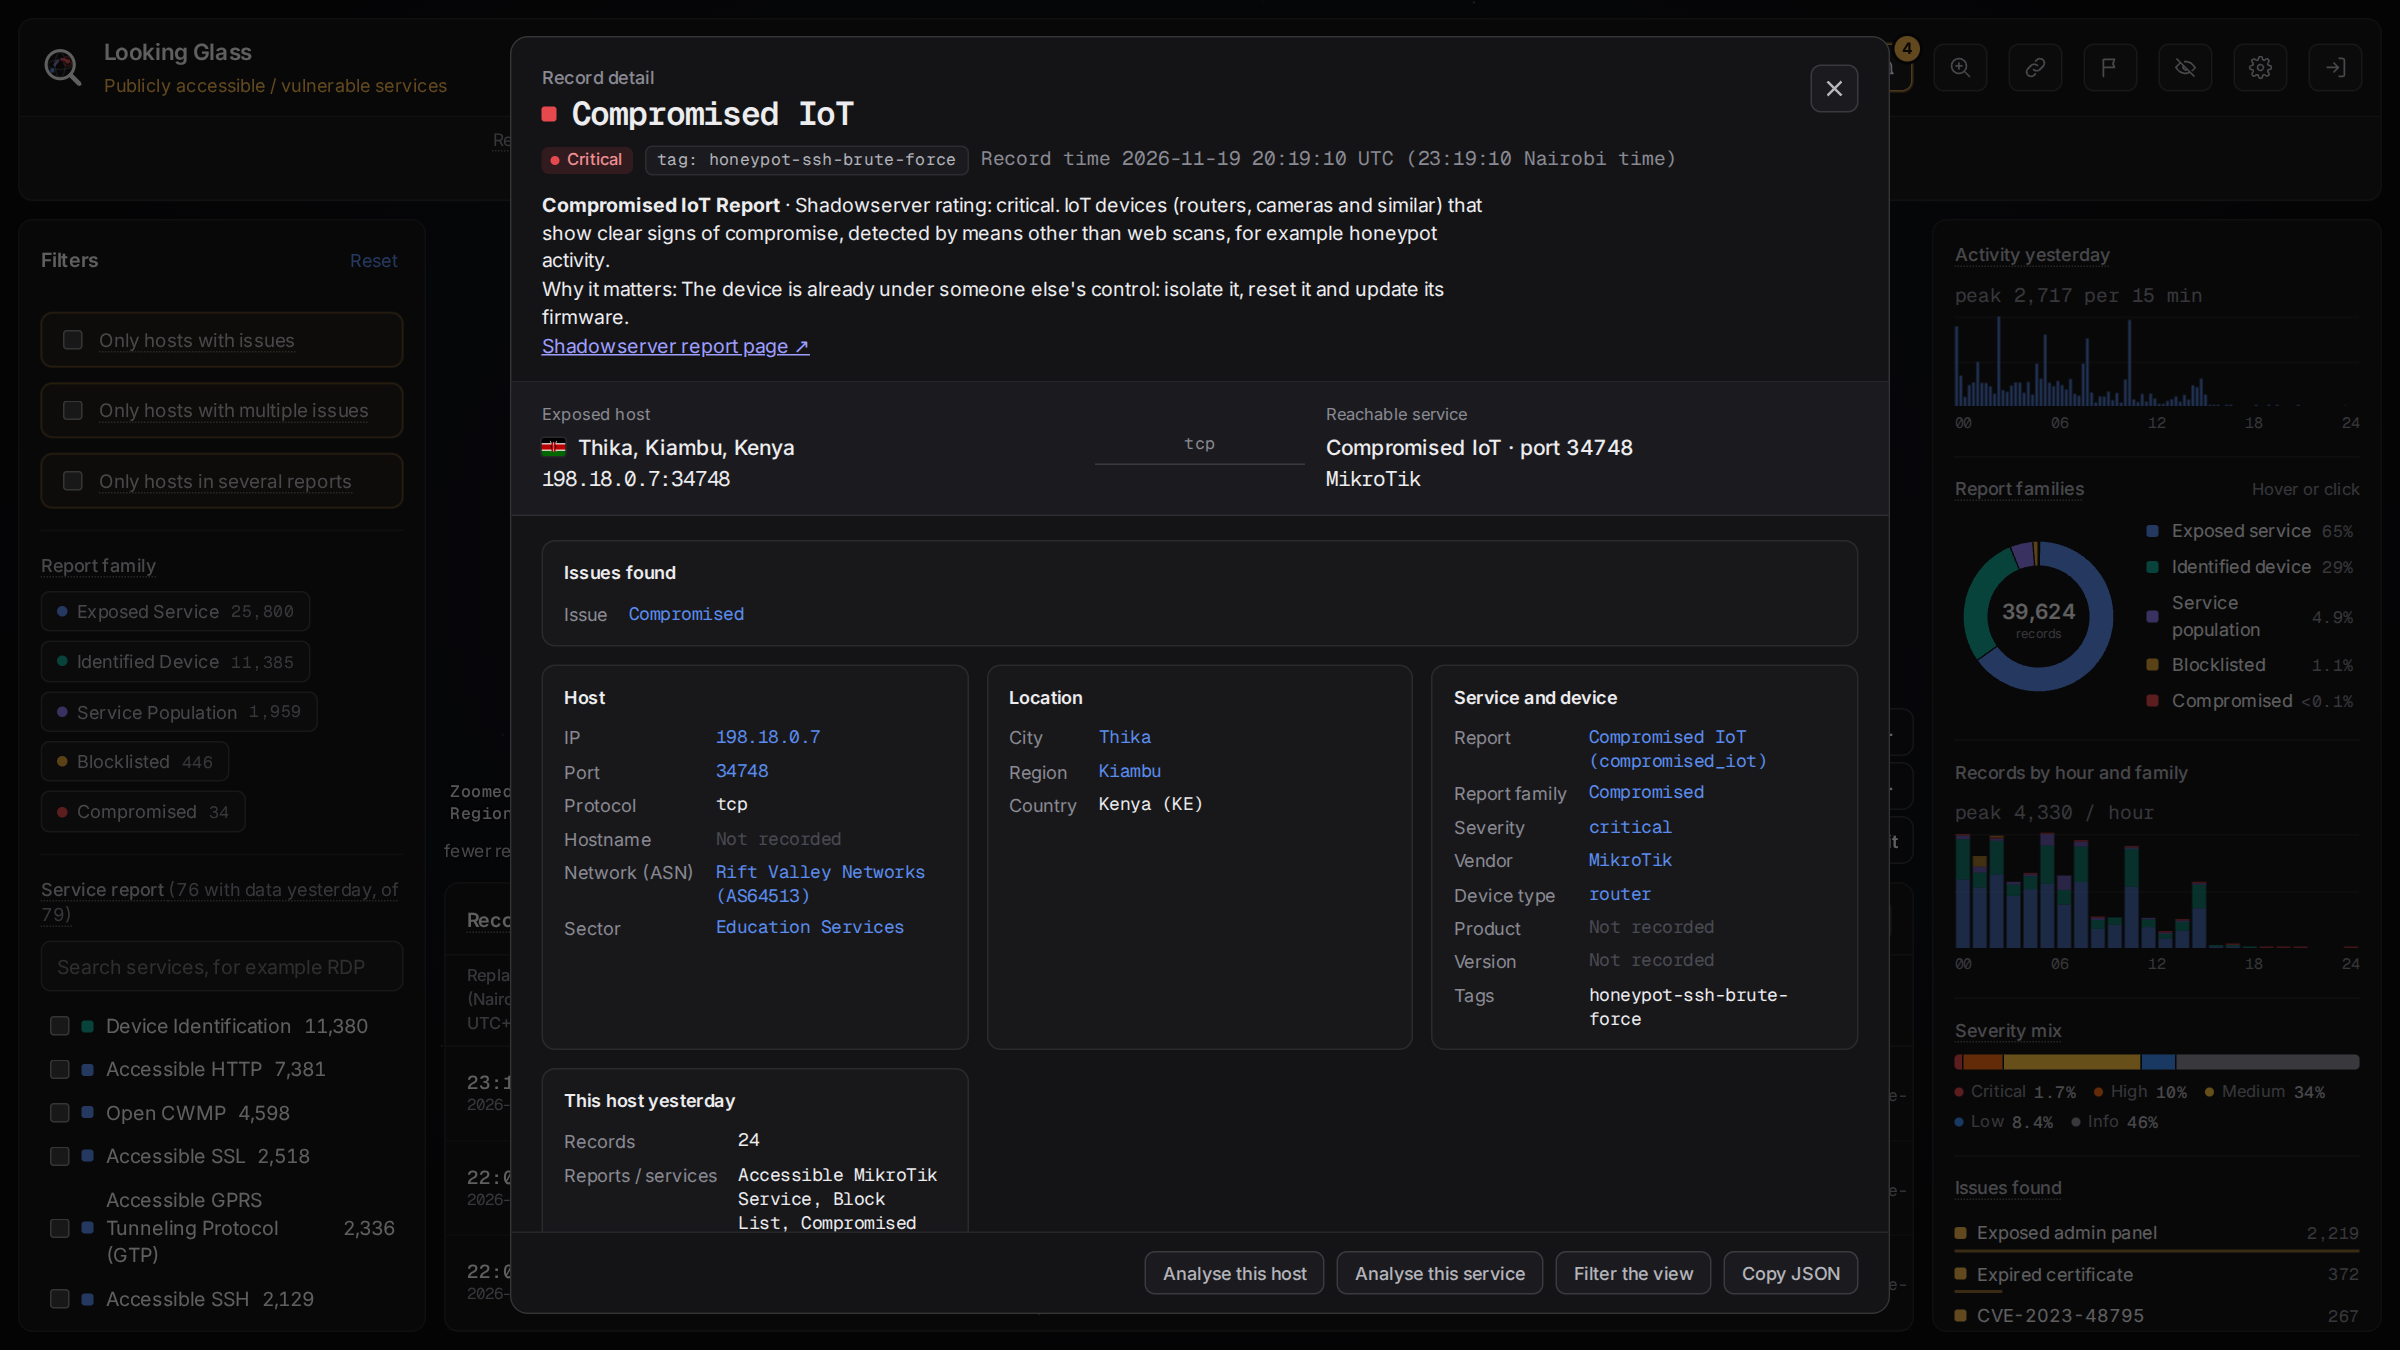 Looking Glass
Publicly accessible / vulnerable services
4
Record detail
Compromised IoT
Critical
tag: honeypot-ssh-brute-force
Record time 2026-11-19 20:19:10 UTC (23:19:10 Nairobi time)
Compromised IoT Report · Shadowserver rating: critical. IoT devices (routers, cameras and similar) that
show clear signs of compromise, detected by means other than web scans, for example honeypot
activity.
Why it matters: The device is already under someone else's control: isolate it, reset it and update its
firmware.
Shadowserver report page ↗
Exposed host
Thika, Kiambu, Kenya
198.18.0.7:34748
tcp
Reachable service
Compromised IoT · port 34748
MikroTik
Issues found
Issue Compromised
Host
IP 198.18.0.7
Port 34748
Protocol tcp
Hostname Not recorded
Network (ASN) Rift Valley Networks
(AS64513)
Sector Education Services
Location
City Thika
Region Kiambu
Country Kenya (KE)
Service and device
Report Compromised IoT
(compromised_iot)
Report family Compromised
Severity critical
Vendor MikroTik
Device type router
Product Not recorded
Version Not recorded
Tags honeypot-ssh-brute-
force
This host yesterday
Records 24
Reports / services Accessible MikroTik
Service, Block
List, Compromised
Analyse this host
Analyse this service
Filter the view
Copy JSON
Filters
Reset
Only hosts with issues
Only hosts with multiple issues
Only hosts in several reports
Report family
Exposed Service 25,800
Identified Device 11,385
Service Population 1,959
Blocklisted 446
Compromised 34
Service report (76 with data yesterday, of
79)
Search services, for example RDP
Device Identification 11,380
Accessible HTTP 7,381
Open CWMP 4,598
Accessible SSL 2,518
Accessible GPRS
Tunneling Protocol 2,336
(GTP)
Accessible SSH 2,129
Zoomed
Region
fewer re
UTC+
Activity yesterday
peak 2,717 per 15 min
00 06 12 18 24
Report families
Hover or click
39,624
records
Exposed service 65%
Identified device 29%
Service
population 4.9%
Blocklisted 1.1%
Compromised <0.1%
Records by hour and family
peak 4,330 / hour
00 06 12 18 24
Severity mix
Critical 1.7% High 10% Medium 34%
Low 8.4% Info 46%
Issues found
Exposed admin panel 2,219
Expired certificate 372
CVE-2023-48795 267